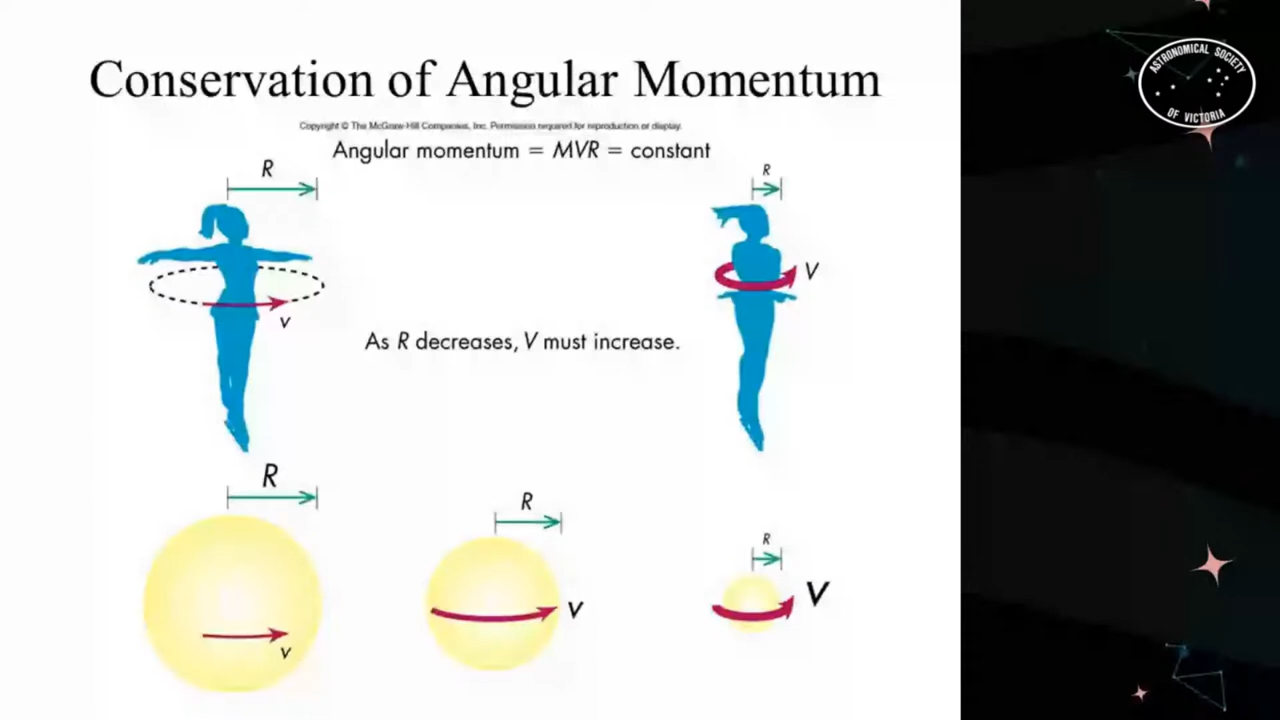 Conservation of Angular Momentum
Copyright © The McGraw-Hill Companies, Inc. Permission required for reproduction or display.
Angular momentum = MVR = constant
R
R
V
V
As R decreases, V must increase.
R
R
R
V
V
V
ASTRONOMICAL SOCIETY
OF VICTORIA